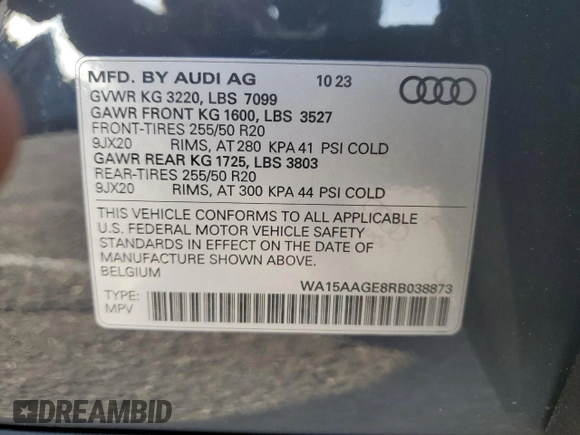 MFD. BY AUDI AG 10 23
GVWR KG 3220, LBS 7099
GAWR FRONT KG 1600, LBS 3527
FRONT-TIRES 255/50 R20
9JX20 RIMS, AT 280 KPA 41 PSI COLD
GAWR REAR KG 1725, LBS 3803
REAR-TIRES 255/50 R20
9JX20 RIMS, AT 300 KPA 44 PSI COLD
THIS VEHICLE CONFORMS TO ALL APPLICABLE
U.S. FEDERAL MOTOR VEHICLE SAFETY
STANDARDS IN EFFECT ON THE DATE OF
MANUFACTURE SHOWN ABOVE.
BELGIUM
WA15AAGE8RB038873
TYPE:
MPV
DREAMBID